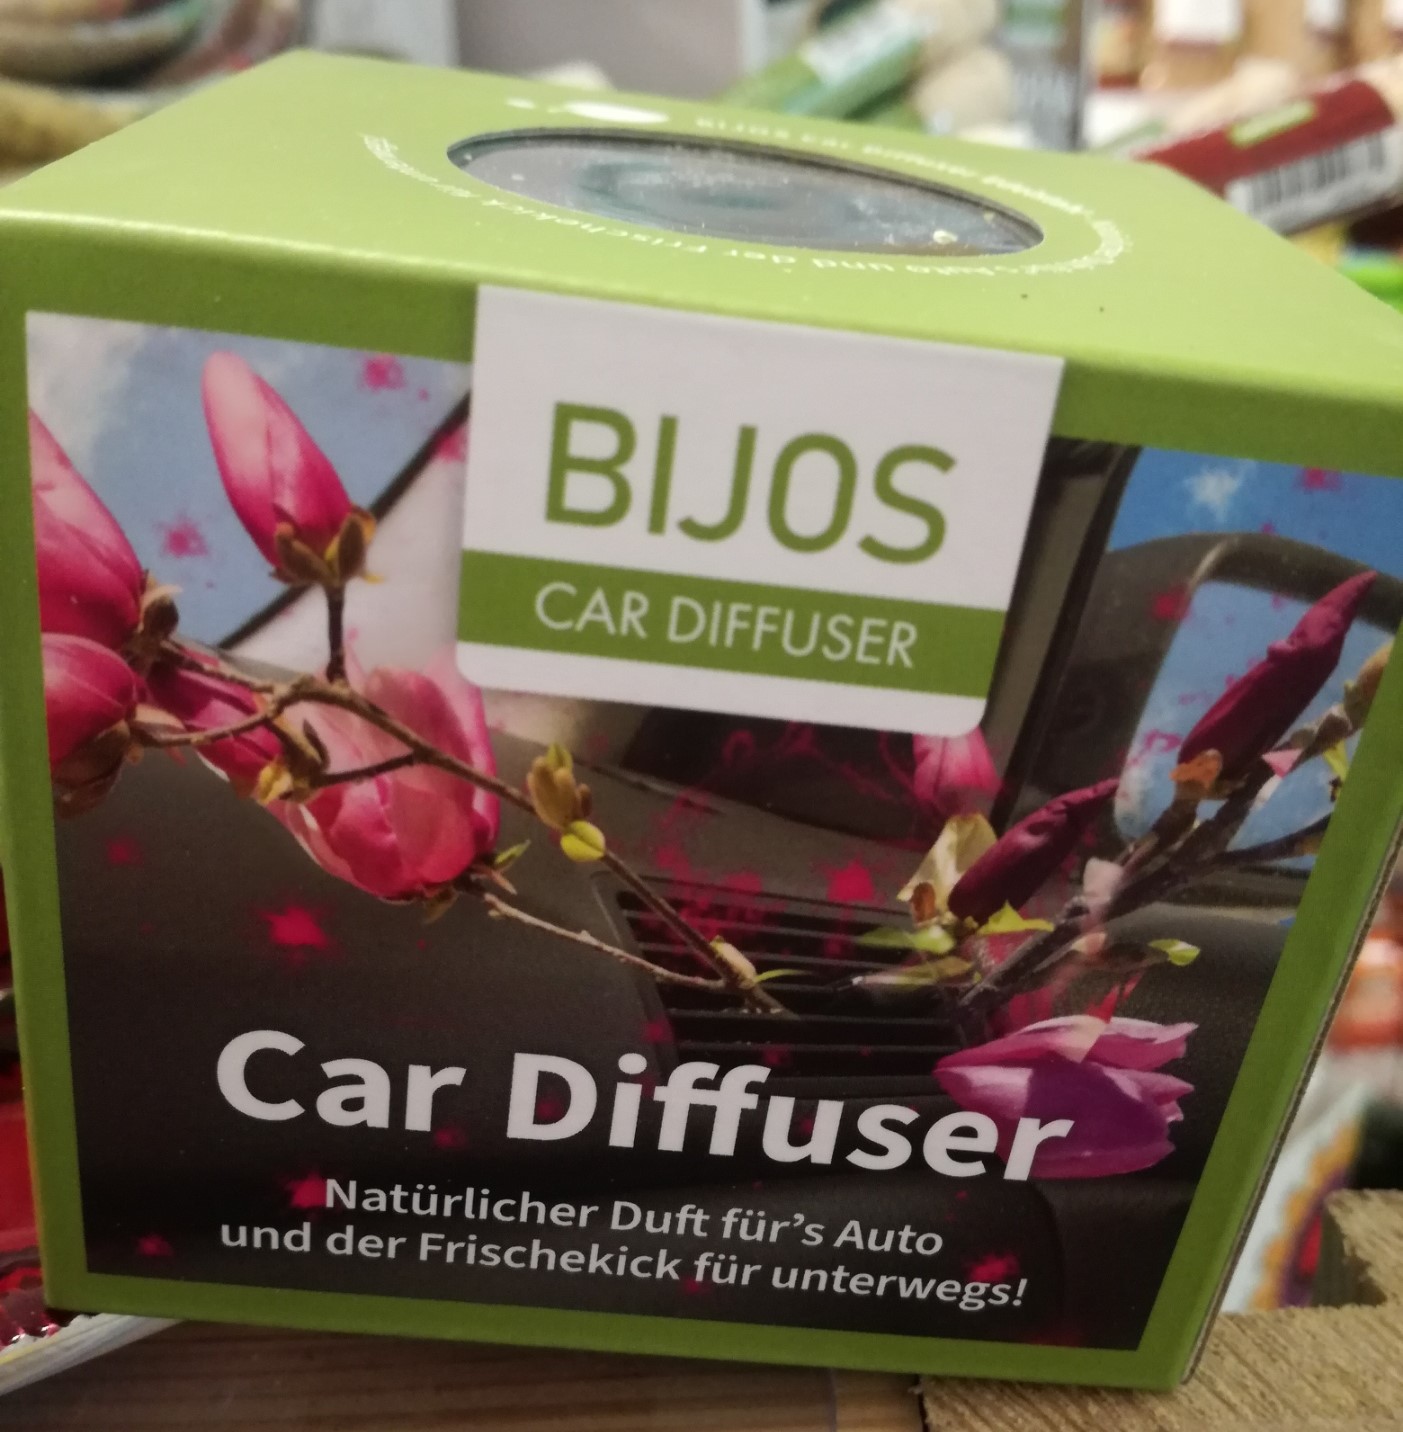 BIJOS
CAR DIFFUSER
Car Diffuser
Natürlicher Duft für's Auto
und der Frischekick für unterwegs!